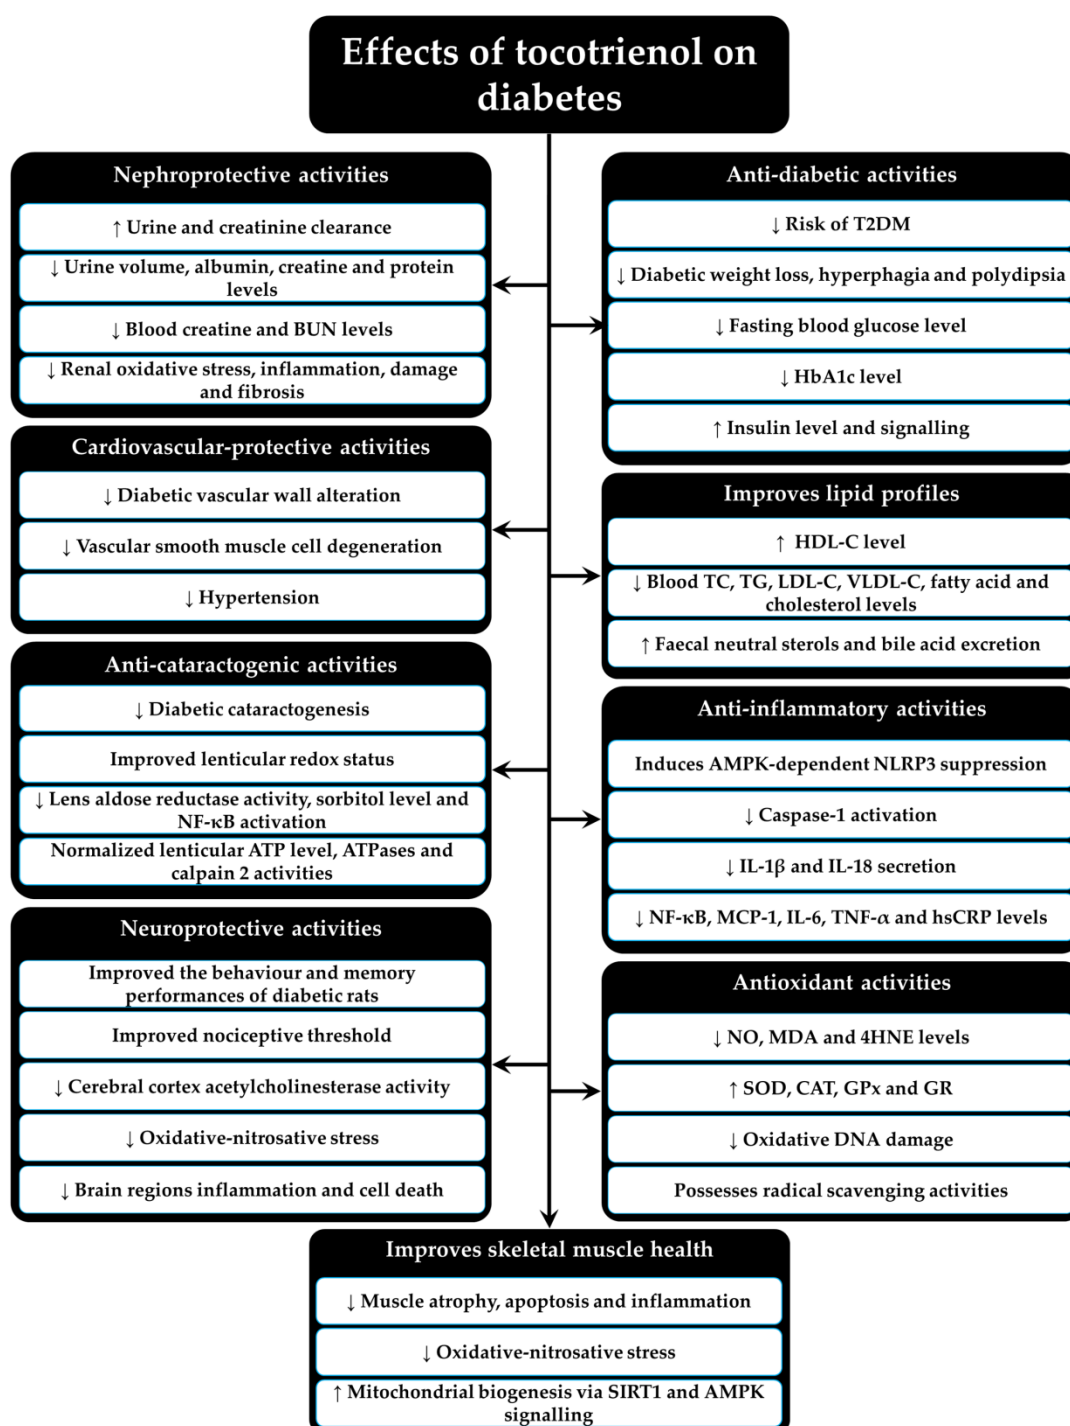 Effects of tocotrienol on
diabetes
Nephroprotective activities
↑ Urine and creatinine clearance
↓ Urine volume, albumin, creatine and protein
levels
↓ Blood creatine and BUN levels
↓ Renal oxidative stress, inflammation, damage
and fibrosis
Cardiovascular-protective activities
↓ Diabetic vascular wall alteration
↓ Vascular smooth muscle cell degeneration
↓ Hypertension
Anti-cataractogenic activities
↓ Diabetic cataractogenesis
Improved lenticular redox status
↓ Lens aldose reductase activity, sorbitol level and
NF-κB activation
Normalized lenticular ATP level, ATPases and
calpain 2 activities
Neuroprotective activities
Improved the behaviour and memory
performances of diabetic rats
Improved nociceptive threshold
↓ Cerebral cortex acetylcholinesterase activity
↓ Oxidative-nitrosative stress
↓ Brain regions inflammation and cell death
Anti-diabetic activities
↓ Risk of T2DM
↓ Diabetic weight loss, hyperphagia and polydipsia
↓ Fasting blood glucose level
↓ HbA1c level
↑ Insulin level and signalling
Improves lipid profiles
↑ HDL-C level
↓ Blood TC, TG, LDL-C, VLDL-C, fatty acid and
cholesterol levels
↑ Faecal neutral sterols and bile acid excretion
Anti-inflammatory activities
Induces AMPK-dependent NLRP3 suppression
↓ Caspase-1 activation
↓ IL-1β and IL-18 secretion
↓ NF-κB, MCP-1, IL-6, TNF-α and hsCRP levels
Antioxidant activities
↓ NO, MDA and 4HNE levels
↑ SOD, CAT, GPx and GR
↓ Oxidative DNA damage
Possesses radical scavenging activities
Improves skeletal muscle health
↓ Muscle atrophy, apoptosis and inflammation
↓ Oxidative-nitrosative stress
↑ Mitochondrial biogenesis via SIRT1 and AMPK
signalling